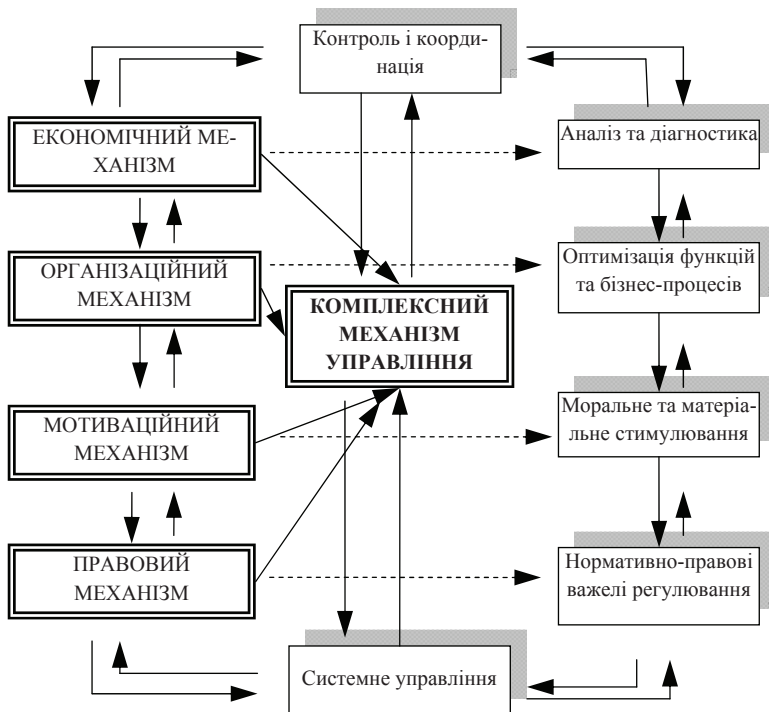 Контроль і коорди-
нація
ЕКОНОМІЧНИЙ МЕ-
ХАНІЗМ
Аналіз та діагностика
ОРГАНІЗАЦІЙНИЙ
МЕХАНІЗМ
Оптимізація функцій
та бізнес-процесів
КОМПЛЕКСНИЙ
МЕХАНІЗМ
УПРАВЛІННЯ
МОТИВАЦІЙНИЙ
МЕХАНІЗМ
Моральне та матеріа-
льне стимулювання
ПРАВОВИЙ
МЕХАНІЗМ
Нормативно-правові
важелі регулювання
Системне управління